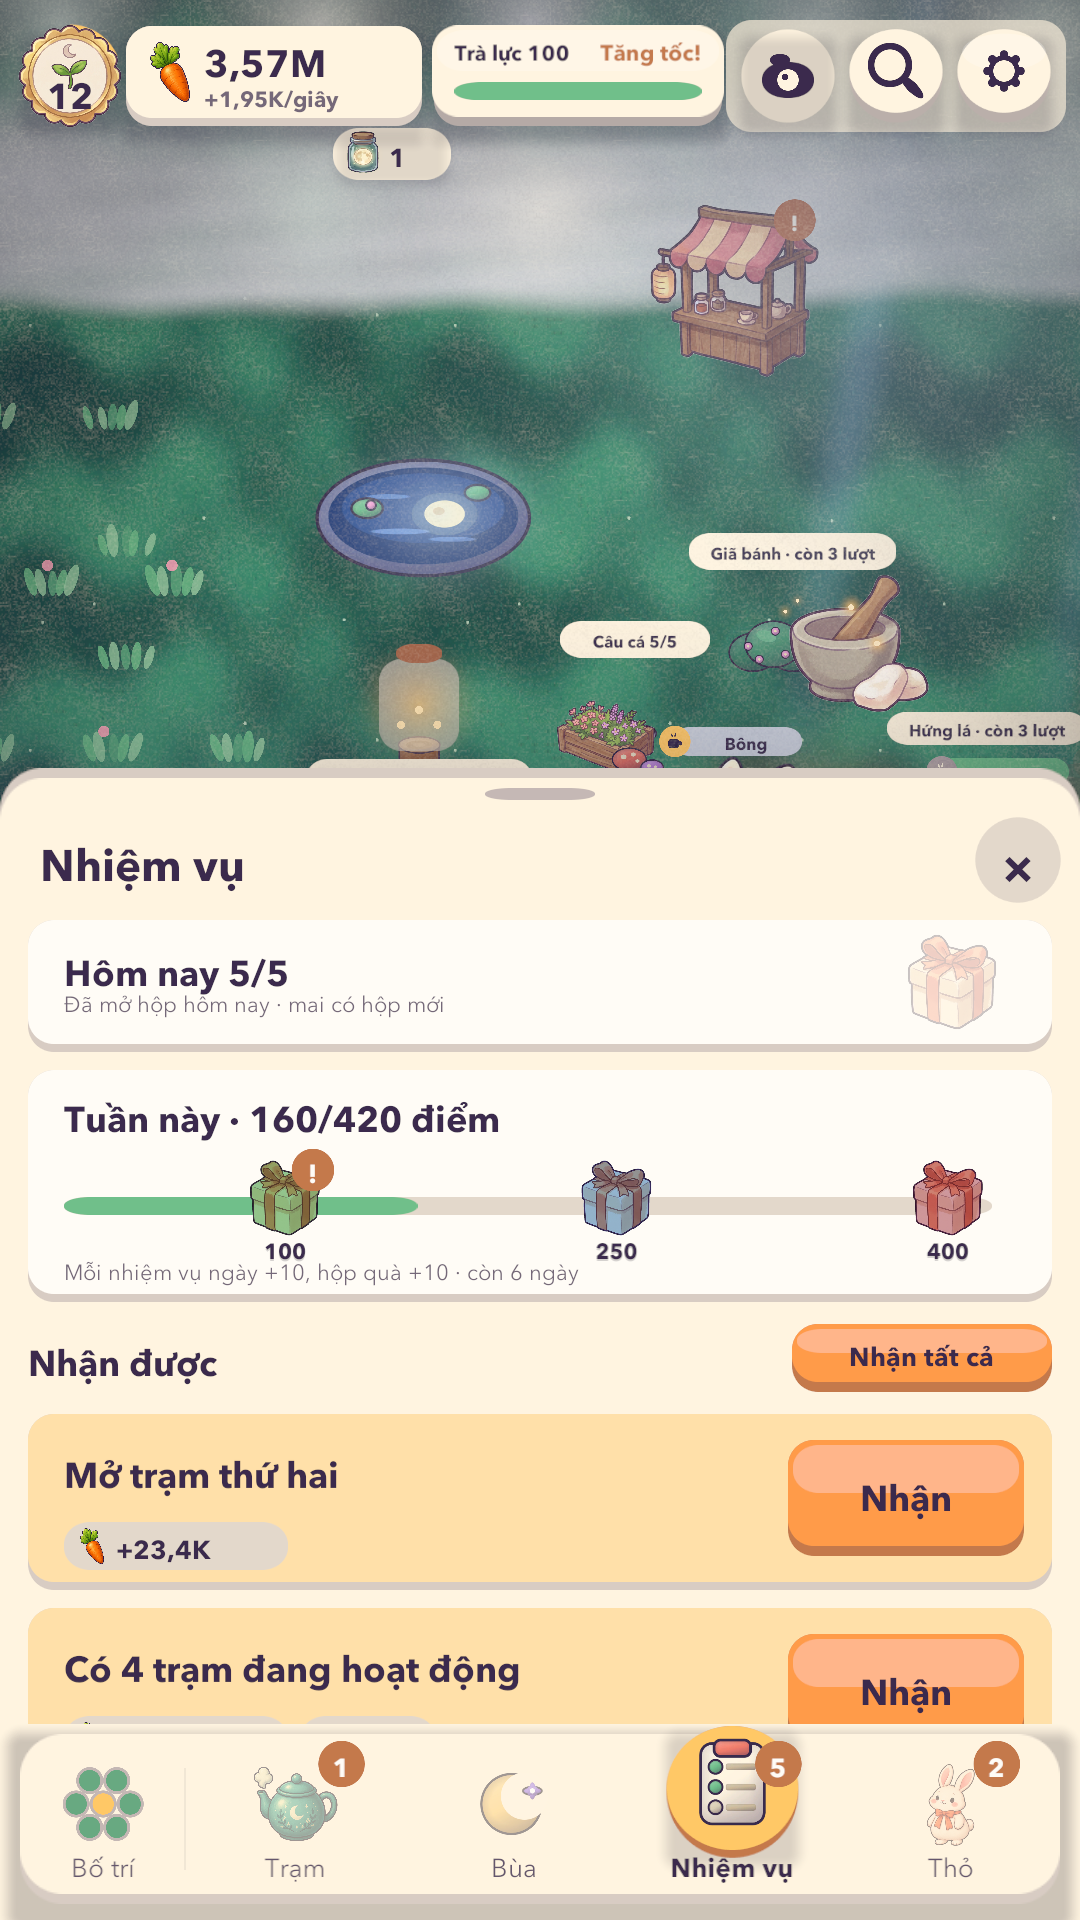 12
3,57M
+1,95K/giây
Trà lực 100 Tăng tốc!
1
!
Giã bánh · còn 3 lượt
Câu cá 5/5
Hứng lá · còn 3 lượt
Bông
Nhiệm vụ
Hôm nay 5/5
Đã mở hộp hôm nay · mai có hộp mới
Tuần này · 160/420 điểm
!
100 250 400
Mỗi nhiệm vụ ngày +10, hộp quà +10 · còn 6 ngày
Nhận được
Nhận tất cả
Mở trạm thứ hai
+23,4K
Nhận
Có 4 trạm đang hoạt động
Nhận
1 5 2
Bố trí Trạm Bùa Nhiệm vụ Thỏ